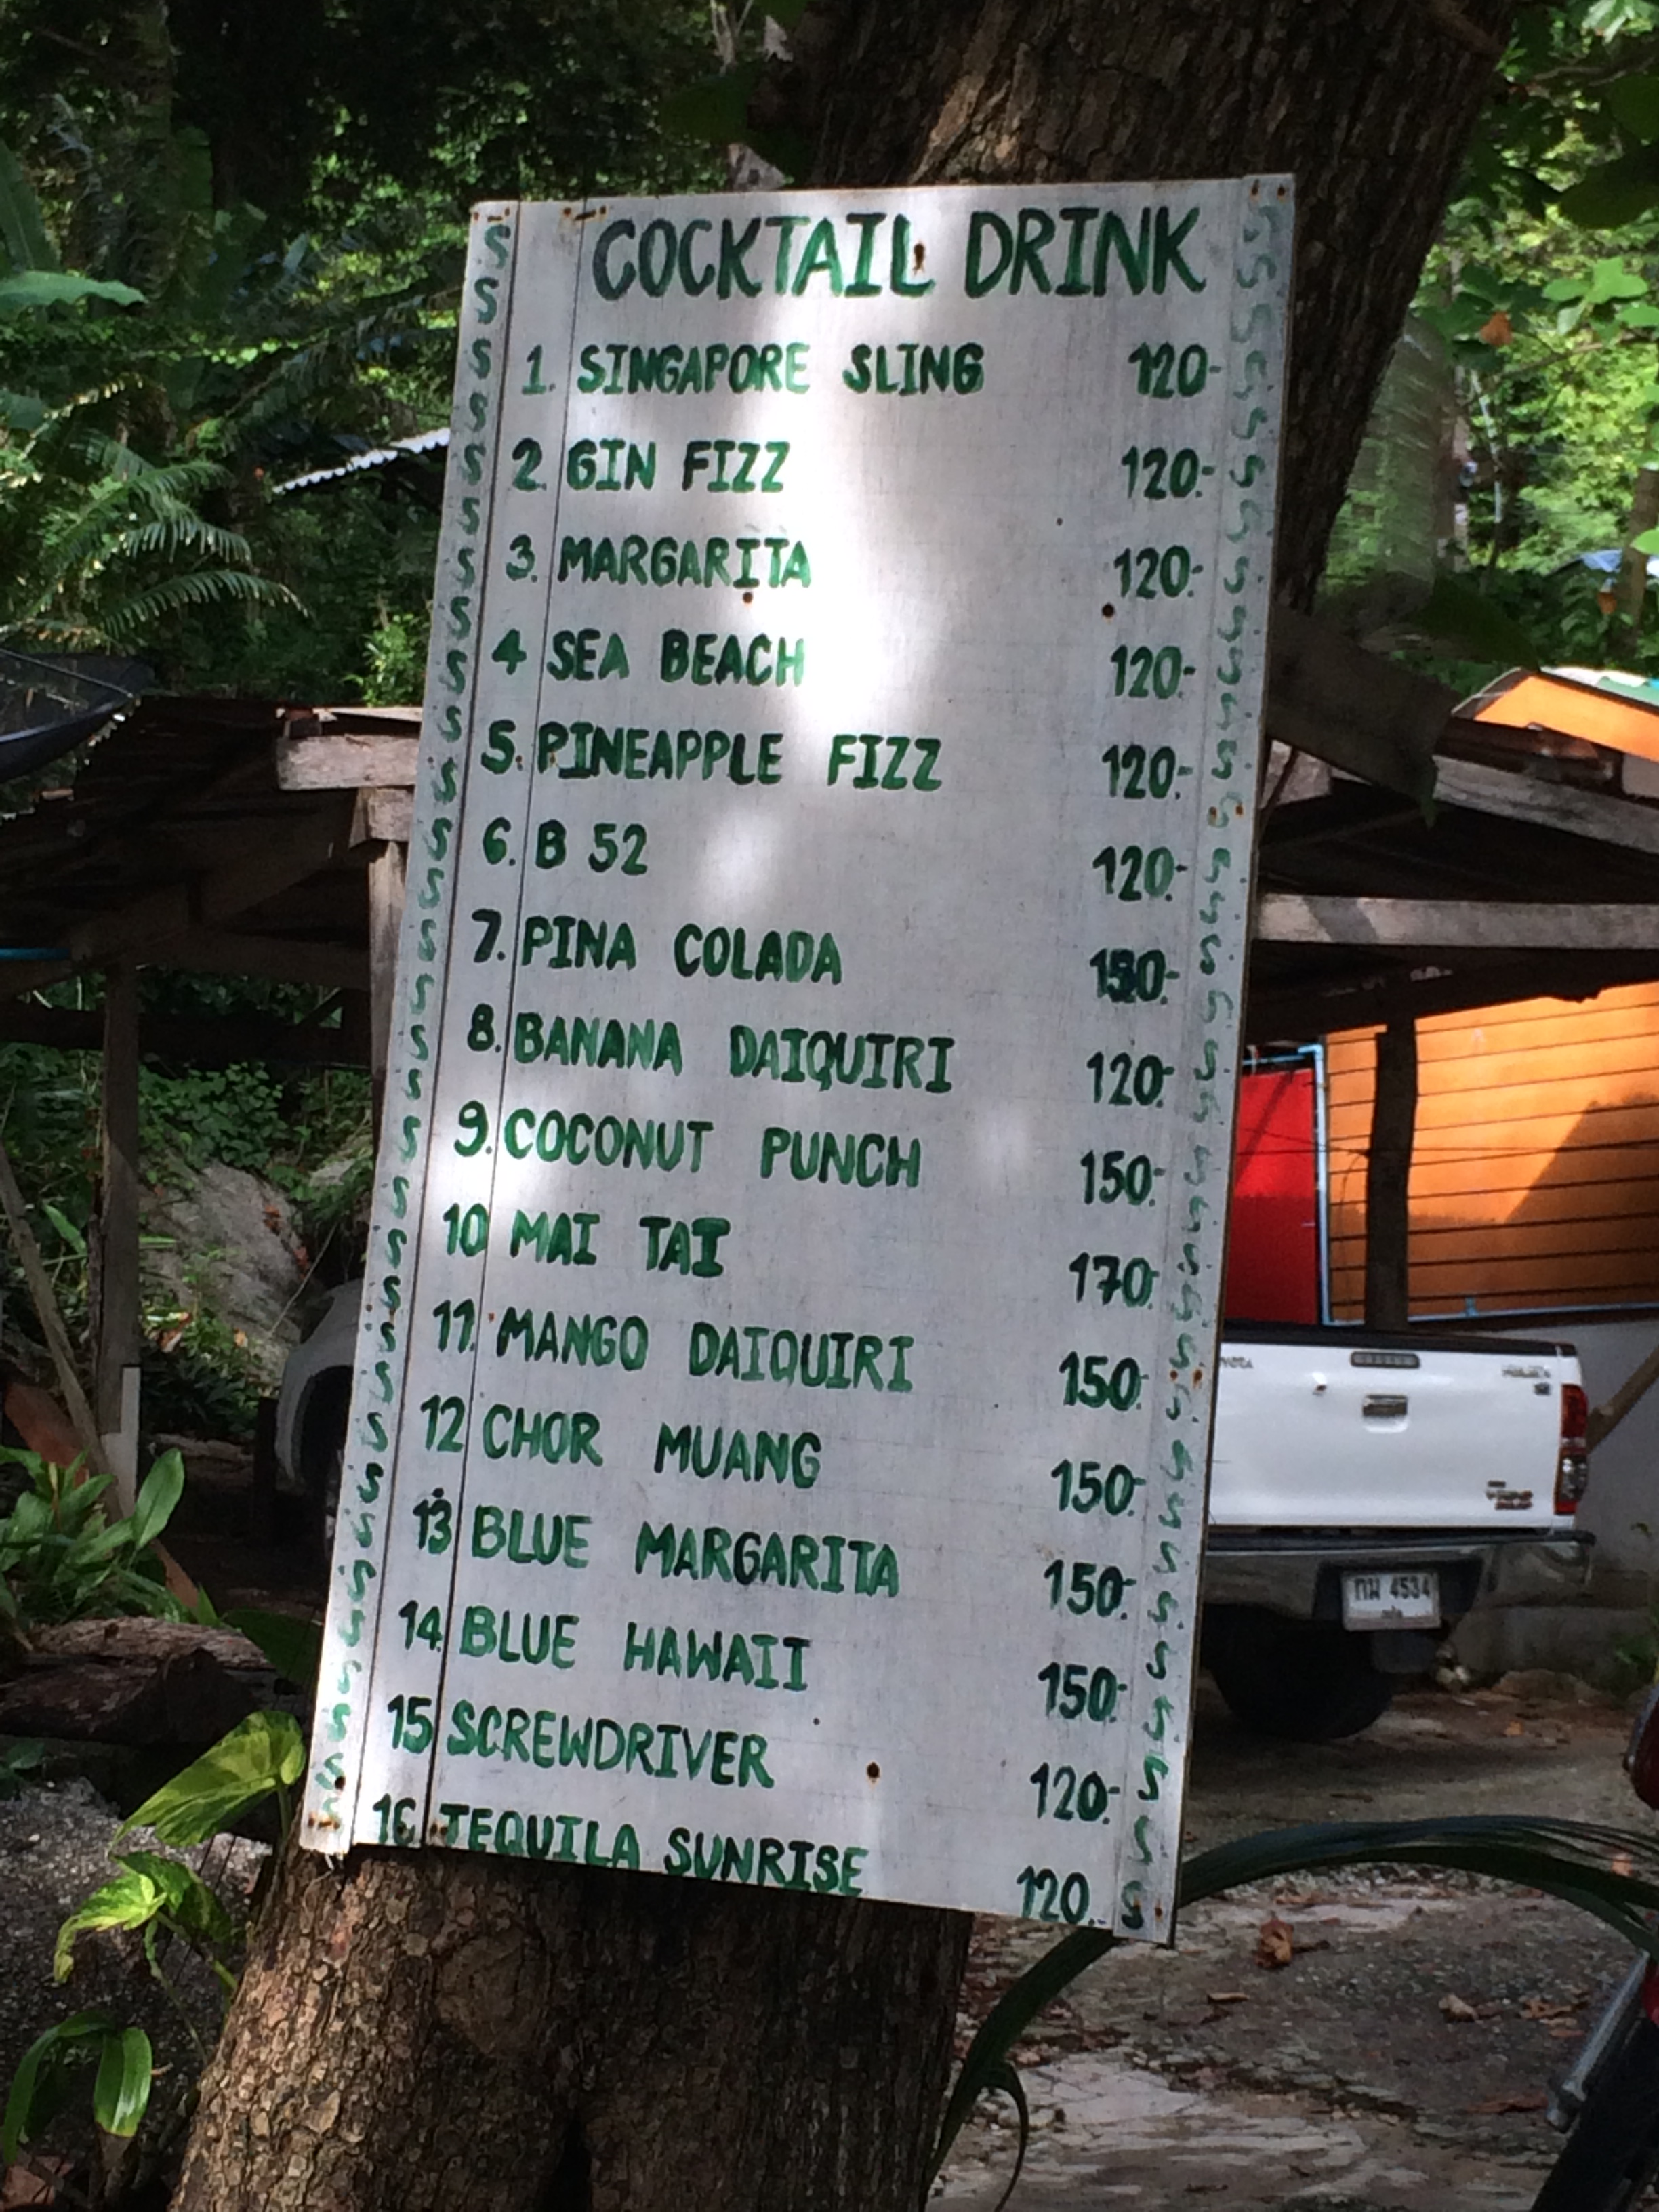 COCKTAIL DRINK
1. SINGAPORE SLING 120-
2. GIN FIZZ 120.-
3. MARGARITA 120.-
4 SEA BEACH 120.-
5. PINEAPPLE FIZZ 120.-
6. B 52 120.-
7. PINA COLADA 150.-
8. BANANA DAIQUIRI 120.-
9. COCONUT PUNCH 150.-
10 MAI TAI 170.-
11. MANGO DAIQUIRI 150.-
12 CHOR MUANG 150.-
13 BLUE MARGARITA 150.-
14 BLUE HAWAII 150.-
15 SCREWDRIVER 120.-
16. TEQUILA SUNRISE 120.-
กม 4534